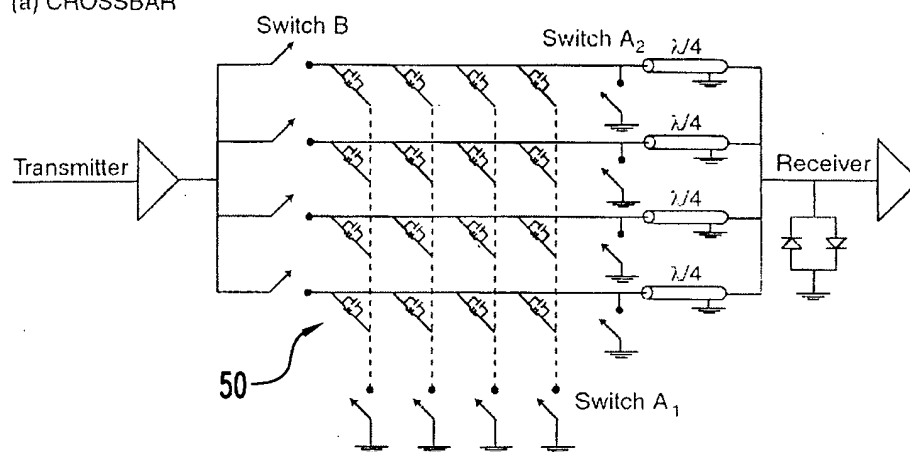 (a) CROSSBAR
Switch B
Switch A2
λ/4
λ/4
Transmitter
Receiver
λ/4
λ/4
50
Switch A1